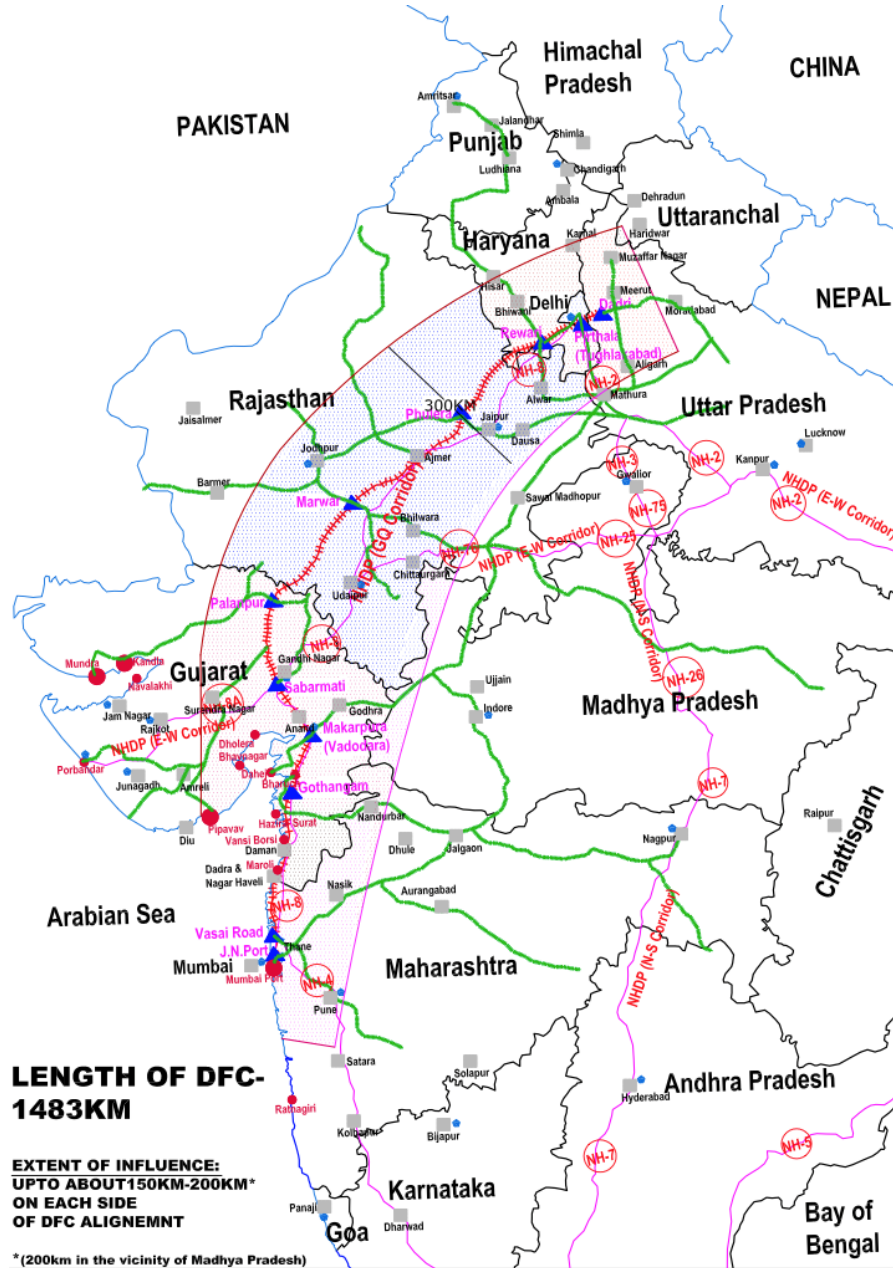 Himachal
Pradesh
CHINA
PAKISTAN
Amritsar
Jalandhar
Punjab
Shimla
Ludhiana
Chandigarh
Ambala
Dehradun
Uttaranchal
Haryana
Karnal
Haridwar
Muzaffar Nagar
Hisar
Meerut
NEPAL
Bhiwani
Delhi
Dadri
Moradabad
Rewari
Pirthala
(Tughlakabad)
NH-8
Aligarh
NH-2
Rajasthan
300KM
Alwar
Mathura
Jaisalmer
Phulera
Jaipur
Uttar Pradesh
Dausa
Lucknow
Jodhpur
Ajmer
NH-3
NH-2
Kanpur
Gwalior
Barmer
Marwar
Sawai Madhopur
NH-75
NH-2
NHDP (E-W Corridor)
NHDP (GQ Corridor)
Bhilwara
NH-76
NHDP (E-W Corridor)
NH-25
Chittaurgarh
Udaipur
NHDP (N-S Corridor)
Palanpur
NH-8
Gandhi Nagar
Mundra
Kandla
Gujarat
Navalakhi
Sabarmati
Ujjain
NH-26
Madhya Pradesh
Jam Nagar
Surandra Nagar
NH-8A
Godhra
Indore
Rajkot
Anand
Makarpura
(Vadodara)
NHDP (E-W Corridor)
Dholera
Bhavnagar
Porbandar
Dahej
Junagadh
Amreli
Gothangam
NH-7
Pipavav
Nandurbar
Raipur
Diu
Surat
Vansi Borsi
Daman
Dhule
Jalgaon
Nagpur
Chattisgarh
Dadra &
Maroli
Nagar Haveli
Nasik
Aurangabad
NH-8
Arabian Sea
Vasai Road
Thane
J.N.Port
Mumbai
Mumbai Port
Maharashtra
NHDP (N-S Corridor)
NH-4
Pune
LENGTH OF DFC-
1483KM
Satara
Solapur
Andhra Pradesh
Hyderabad
Ratnagiri
Kolhapur
Bijapur
NH-7
NH-5
EXTENT OF INFLUENCE:
UPTO ABOUT150KM-200KM*
ON EACH SIDE
OF DFC ALIGNEMNT
Karnataka
Panaji
Goa
Dharwad
Bay of
Bengal
*(200km in the vicinity of Madhya Pradesh)